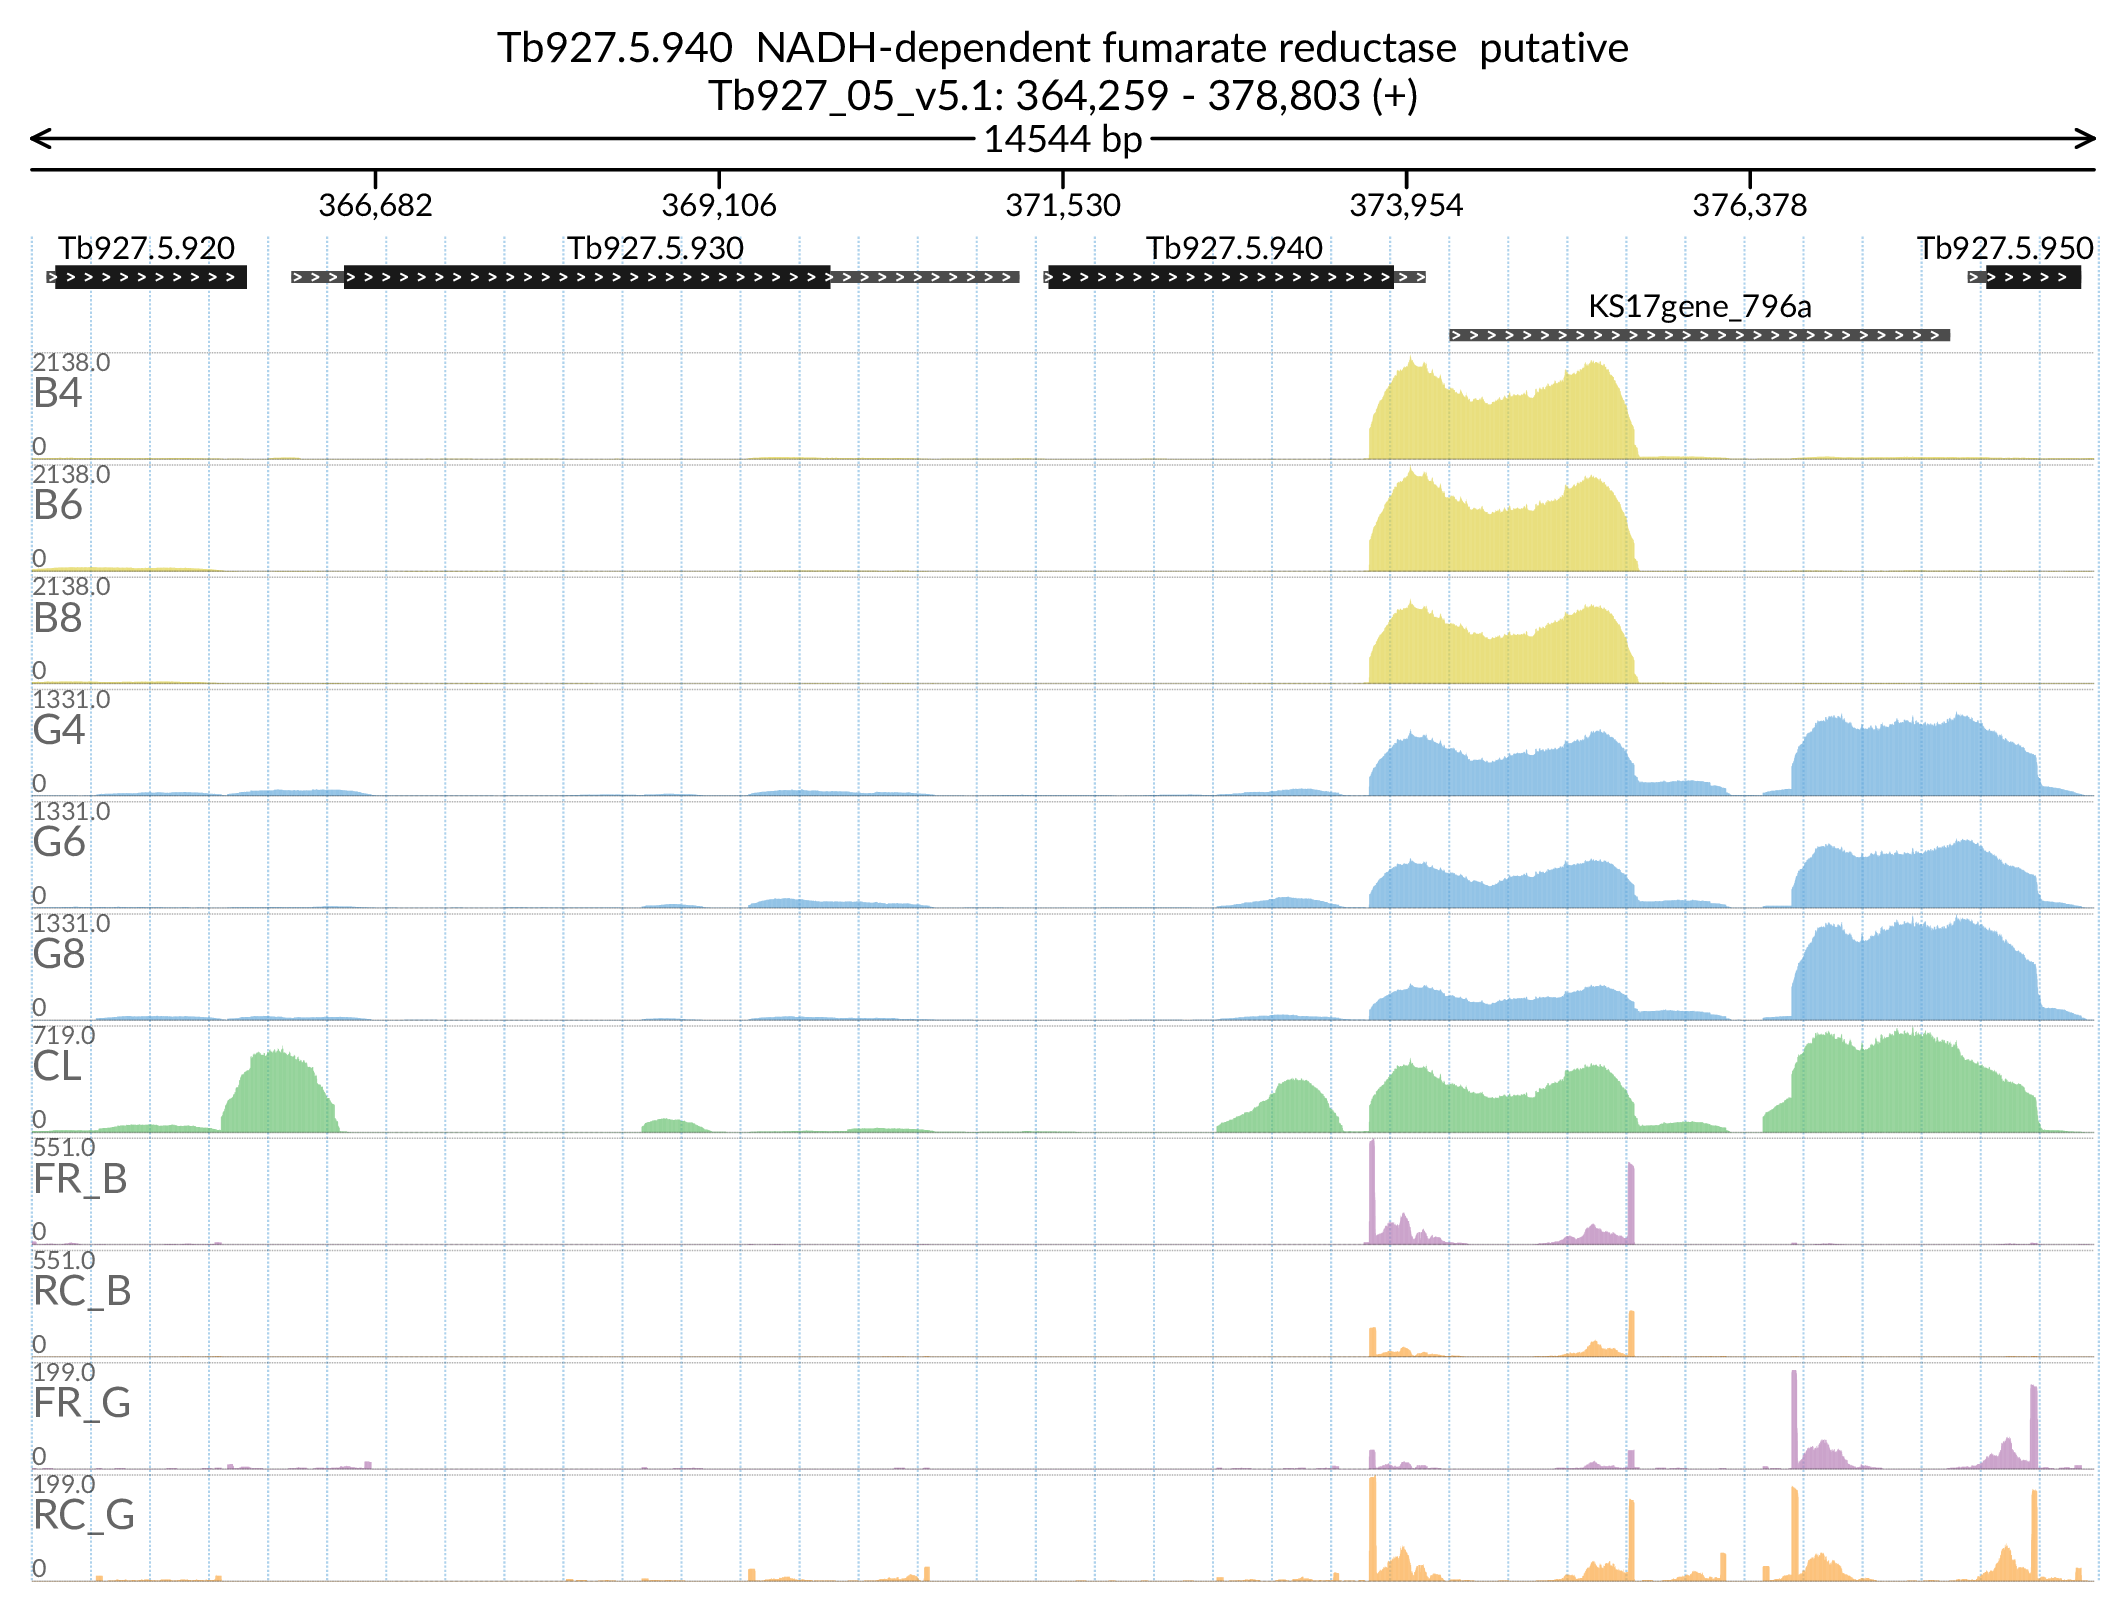 Tb927.5.940  NADH-dependent fumarate reductase  putative
Tb927_05_v5.1: 364,259 - 378,803 (+)
14544 bp
366,682 369,106 371,530 373,954 376,378
Tb927.5.920 Tb927.5.930 Tb927.5.940 Tb927.5.950
KS17gene_796a
2138.0
B4
0
2138.0
B6
0
2138.0
B8
0
1331.0
G4
0
1331.0
G6
0
1331.0
G8
0
719.0
CL
0
551.0
FR_B
0
551.0
RC_B
0
199.0
FR_G
0
199.0
RC_G
0